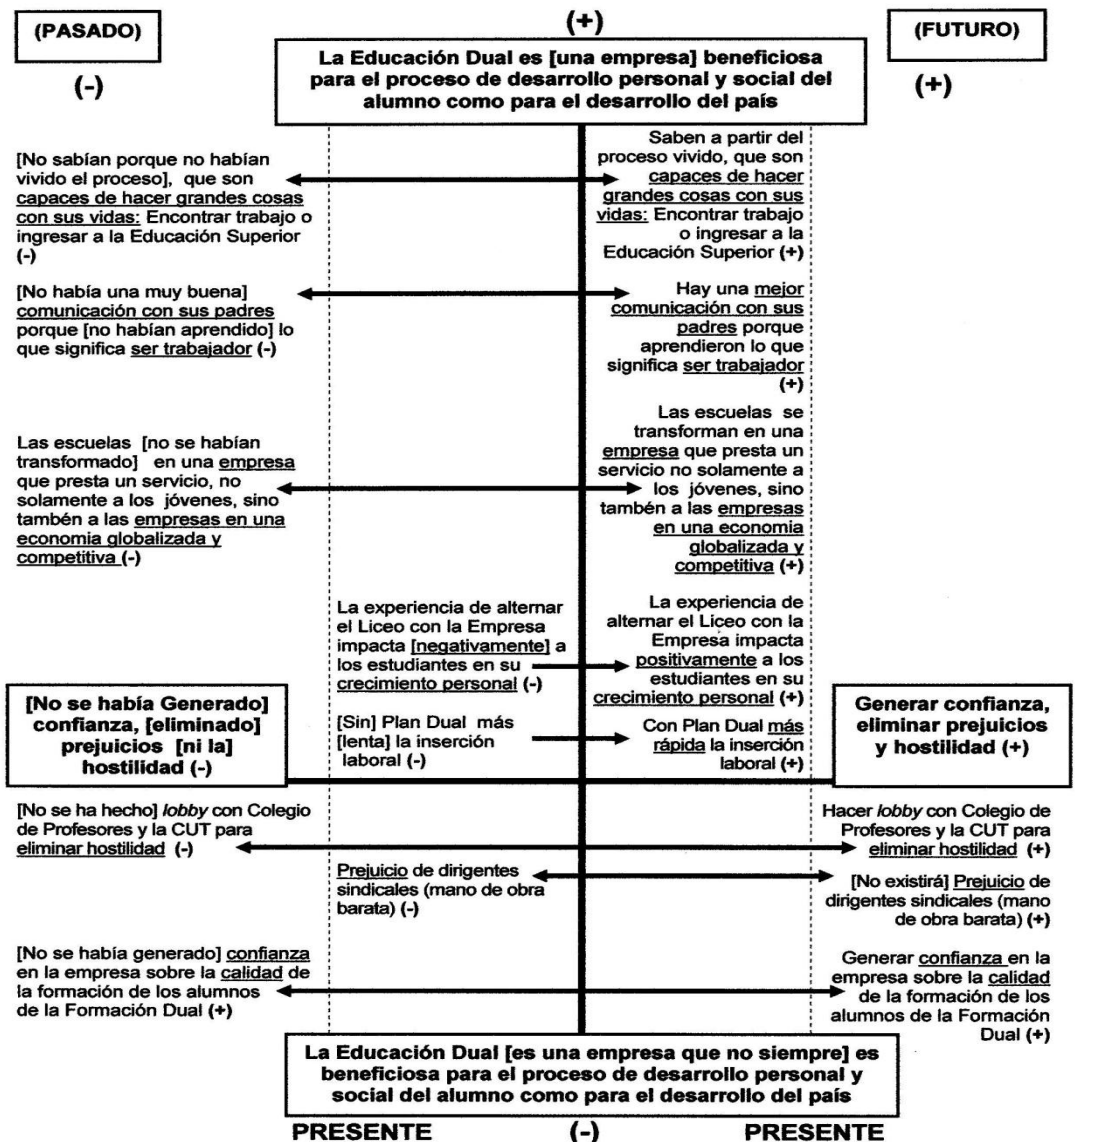 (PASADO)
(-)
(+)
(FUTURO)
(+)
La Educación Dual es [una empresa] beneficiosa
para el proceso de desarrollo personal y social del
alumno como para el desarrollo del país
[No sabían porque no habían
vivido el proceso], que son
capaces de hacer grandes cosas
con sus vidas: Encontrar trabajo o
ingresar a la Educación Superior
(-)
Saben a partir del
proceso vivido, que son
capaces de hacer
grandes cosas con sus
vidas: Encontrar trabajo
o ingresar a la
Educación Superior (+)
[No había una muy buena]
comunicación con sus padres
porque [no habían aprendido] lo
que significa ser trabajador (-)
Hay una mejor
comunicación con sus
padres porque
aprendieron lo que
significa ser trabajador
(+)
Las escuelas [no se habían
transformado] en una empresa
que presta un servicio, no
solamente a los jóvenes, sino
tambén a las empresas en una
economia globalizada y
competitiva (-)
Las escuelas se
transforman en una
empresa que presta un
servicio no solamente a
los jóvenes, sino
tambén a las empresas
en una economia
globalizada y
competitiva (+)
La experiencia de alternar
el Liceo con la Empresa
impacta [negativamente] a
los estudiantes en su
crecimiento personal (-)
La experiencia de
alternar el Liceo con la
Empresa impacta
positivamente a los
estudiantes en su
crecimiento personal (+)
[No se había Generado]
confianza, [eliminado]
prejuicios [ni la]
hostilidad (-)
[Sin] Plan Dual más
[lenta] la inserción
laboral (-)
Con Plan Dual más
rápida la inserción
laboral (+)
Generar confianza,
eliminar prejuicios
y hostilidad (+)
[No se ha hecho] lobby con Colegio
de Profesores y la CUT para
eliminar hostilidad (-)
Hacer lobby con Colegio de
Profesores y la CUT para
eliminar hostilidad (+)
Prejuicio de dirigentes
sindicales (mano de obra
barata) (-)
[No existirá] Prejuicio de
dirigentes sindicales (mano
de obra barata) (+)
[No se había generado] confianza
en la empresa sobre la calidad de
la formación de los alumnos
de la Formación Dual (+)
Generar confianza en la
empresa sobre la calidad
de la formación de los
alumnos de la Formación
Dual (+)
La Educación Dual [es una empresa que no siempre] es
beneficiosa para el proceso de desarrollo personal y
social del alumno como para el desarrollo del país
PRESENTE
(-)
PRESENTE